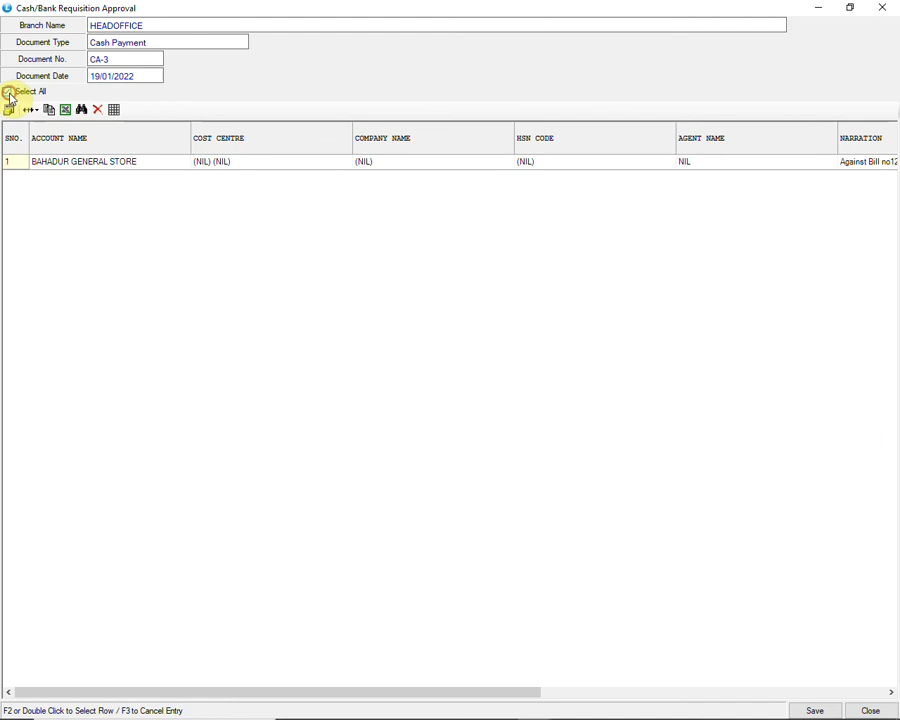 Cash/Bank Requisition Approval
Branch Name HEADOFFICE
Document Type Cash Payment
Document No. CA-3
Document Date 19/01/2022
Select All
SNO. ACCOUNT NAME COST CENTRE COMPANY NAME HSN CODE AGENT NAME NARRATION
1 BAHADUR GENERAL STORE (NIL) (NIL) (NIL) (NIL) NIL Against Bill no12
F2 or Double Click to Select Row / F3 to Cancel Entry Save Close